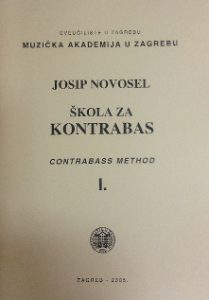 SVEUČILIŠTE U ZAGREBU
MUZIČKA AKADEMIJA U ZAGREBU
JOSIP NOVOSEL
ŠKOLA ZA
KONTRABAS
CONTRABASS METHOD
I.
ZAGREB - 2005.